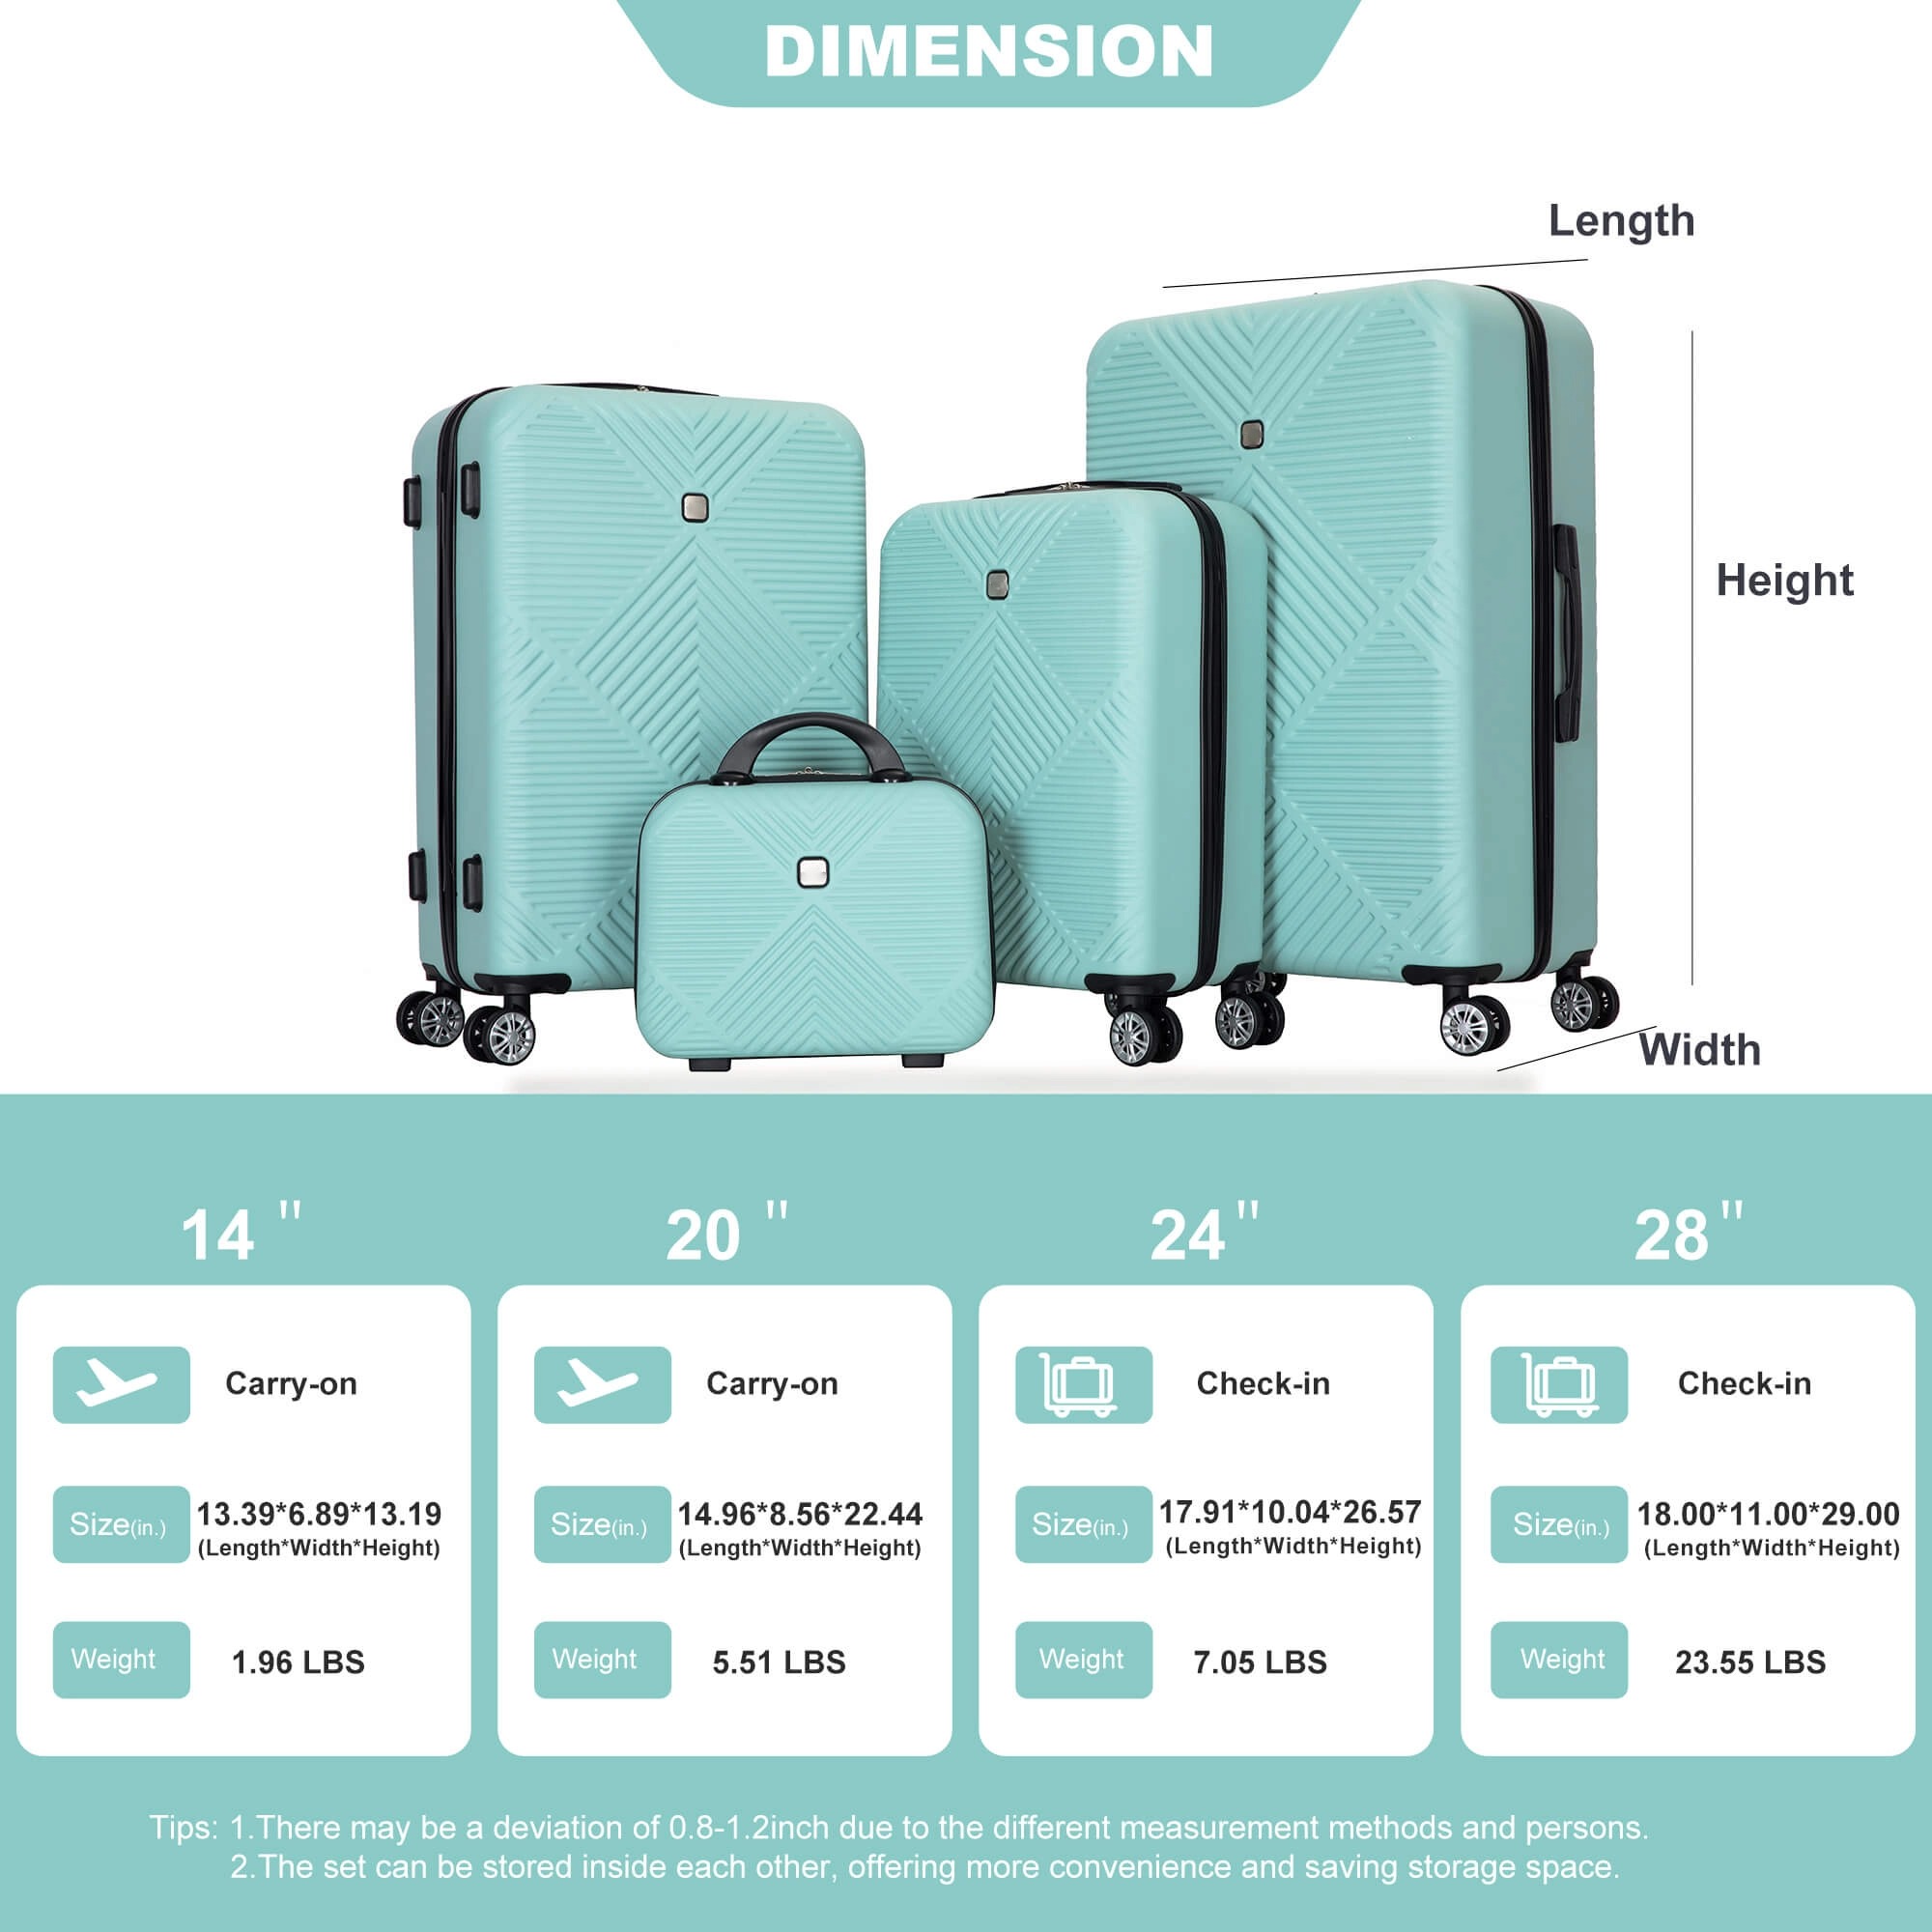 DIMENSION
Length
Height
Width
14 "
20 "
24 "
28 "
Carry-on
Size(in.) 13.39*6.89*13.19
(Length*Width*Height)
Weight 1.96 LBS
Carry-on
Size(in.) 14.96*8.56*22.44
(Length*Width*Height)
Weight 5.51 LBS
Check-in
Size(in.) 17.91*10.04*26.57
(Length*Width*Height)
Weight 7.05 LBS
Check-in
Size(in.) 18.00*11.00*29.00
(Length*Width*Height)
Weight 23.55 LBS
Tips: 1.There may be a deviation of 0.8-1.2inch due to the different measurement methods and persons.
2.The set can be stored inside each other, offering more convenience and saving storage space.